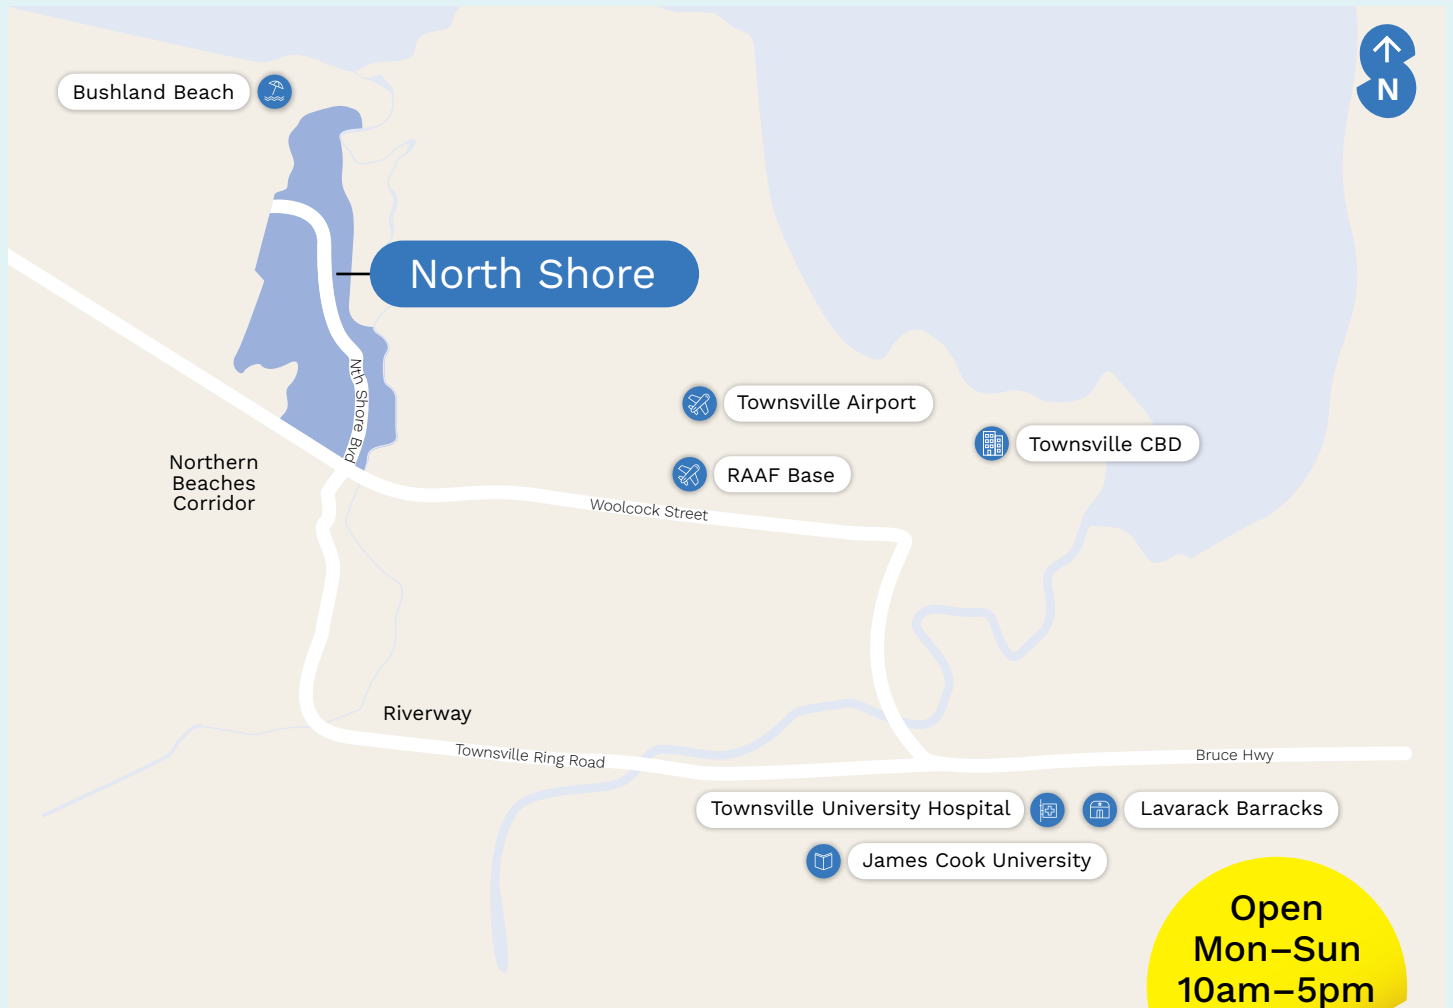 N
Bushland Beach
North Shore
Nth Shore Bvd
Townsville Airport
Townsville CBD
Northern
Beaches
Corridor
RAAF Base
Woolcock Street
Riverway
Townsville Ring Road
Bruce Hwy
Townsville University Hospital
Lavarack Barracks
James Cook University
Open
Mon–Sun
10am–5pm